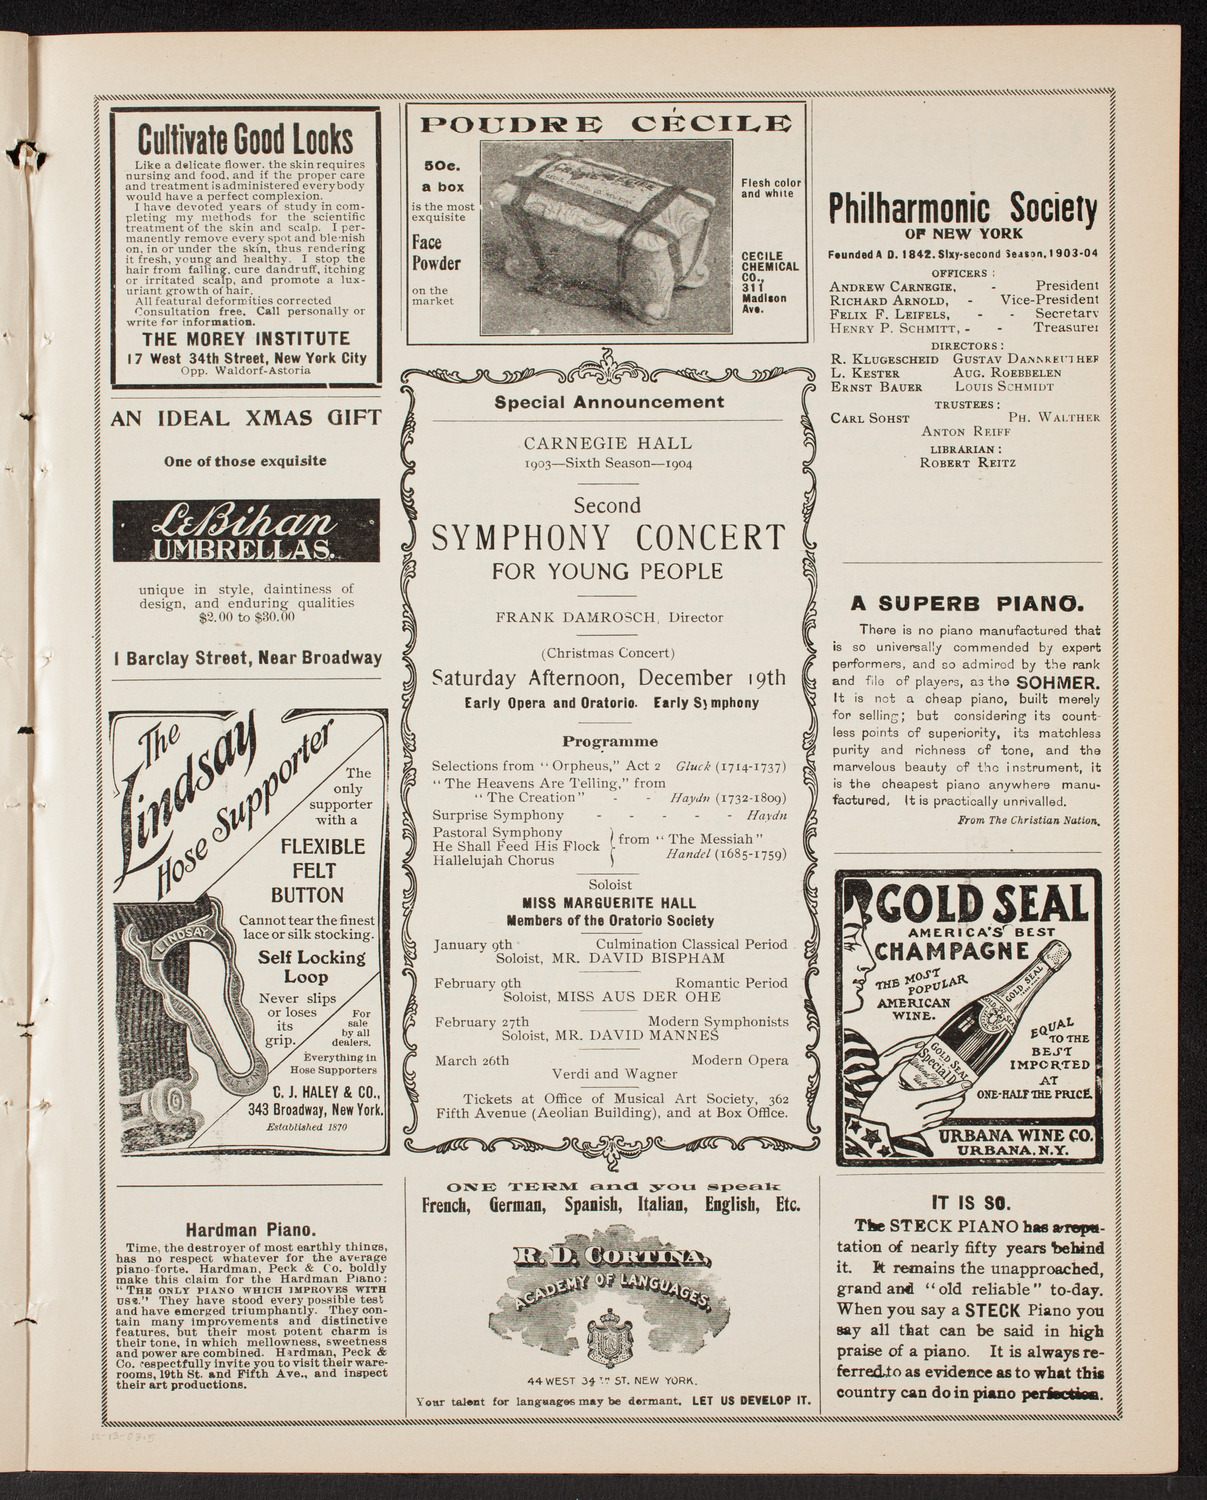 Cultivate Good Looks
Like a delicate flower. the skin requires
nursing and food, and if the proper care
and treatment is administered everybody
would have a perfect complexion.
I have devoted years of study in com-
pleting my methods for the scientific
treatment of the skin and scalp. I per-
manently remove every spot and blemish
on, in or under the skin, thus rendering
it fresh, young and healthy. I stop the
hair from falling, cure dandruff, itching
or irritated scalp, and promote a lux-
uriant growth of hair.
All featural deformities corrected
Consultation free. Call personally or
write for information.
THE MOREY INSTITUTE
17 West 34th Street, New York City
Opp. Waldorf-Astoria
AN IDEAL XMAS GIFT
One of those exquisite
LeBihan
UMBRELLAS.
unique in style, daintiness of
design, and enduring qualities
$2.00 to $30.00
1 Barclay Street, Near Broadway
The
Lindsay
Hose Supporter
The
only
supporter
with a
FLEXIBLE
FELT
BUTTON
Cannot tear the finest
lace or silk stocking.
LINDSAY
Self Locking
Loop
Never slips
or loses
its
grip.
For
sale
by all
dealers.
Everything in
Hose Supporters
C. J. HALEY & CO.,
343 Broadway, New York.
Established 1870
Hardman Piano.
Time, the destroyer of most earthly things,
has no respect whatever for the average
piano-forte. Hardman, Peck & Co. boldly
make this claim for the Hardman Piano:
"THE ONLY PIANO WHICH IMPROVES WITH
USE." They have stood every possible test
and have emerged triumphantly. They con-
tain many improvements and distinctive
features, but their most potent charm is
their tone, in which mellowness, sweetness
and power are combined. Hardman, Peck &
Co. respectfully invite you to visit their ware-
rooms, 19th St. and Fifth Ave., and inspect
their art productions.
POUDRE CÉCILE
50c.
a box
is the most
exquisite
Face
Powder
on the
market
Flesh color
and white
CECILE
CHEMICAL
CO.,
311
Madison
Ave.
Special Announcement
CARNEGIE HALL
1903—Sixth Season—1904
Second
SYMPHONY CONCERT
FOR YOUNG PEOPLE
FRANK DAMROSCH, Director
(Christmas Concert)
Saturday Afternoon, December 19th
Early Opera and Oratorio. Early Symphony
Programme
Selections from "Orpheus," Act 2 Gluck (1714-1737)
"The Heavens Are Telling," from
"The Creation" - - Haydn (1732-1809)
Surprise Symphony - - - - - Haydn
Pastoral Symphony
He Shall Feed His Flock
Hallelujah Chorus
from "The Messiah"
Handel (1685-1759)
Soloist
MISS MARGUERITE HALL
Members of the Oratorio Society
January 9th Culmination Classical Period
Soloist, MR. DAVID BISPHAM
February 9th Romantic Period
Soloist, MISS AUS DER OHE
February 27th Modern Symphonists
Soloist, MR. DAVID MANNES
March 26th Modern Opera
Verdi and Wagner
Tickets at Office of Musical Art Society, 362
Fifth Avenue (Aeolian Building), and at Box Office.
ONE TERM and you speak
French, German, Spanish, Italian, English, Etc.
R. D. CORTINA,
ACADEMY OF LANGUAGES,
44 WEST 34TH ST. NEW YORK.
Your talent for languages may be dormant, LET US DEVELOP IT.
Philharmonic Society
OF NEW YORK
Founded A D. 1842. Sixy-second Season, 1903-04
OFFICERS:
ANDREW CARNEGIE, - President
RICHARD ARNOLD, - Vice-President
FELIX F. LEIFELS, - - Secretary
HENRY P. SCHMITT, - - Treasurer
DIRECTORS:
R. KLUGESCHEID GUSTAV DANNREUTHER
L. KESTER AUG. ROEBBELEN
ERNST BAUER LOUIS SCHMIDT
TRUSTEES:
CARL SOHST PH. WALTHER
ANTON REIFF
LIBRARIAN:
ROBERT REITZ
A SUPERB PIANO.
There is no piano manufactured that
is so universally commended by expert
performers, and so admired by the rank
and file of players, as the SOHMER.
It is not a cheap piano, built merely
for selling; but considering its count-
less points of superiority, its matchless
purity and richness of tone, and the
marvelous beauty of the instrument, it
is the cheapest piano anywhere manu-
factured. It is practically unrivalled.
From The Christian Nation.
GOLD SEAL
AMERICA'S BEST
CHAMPAGNE
THE MOST
POPULAR
AMERICAN
WINE.
GOLD SEAL
GOLD SEAL
Special Dry
EQUAL
TO THE
BEST
IMPORTED
AT
ONE-HALF THE PRICE.
URBANA WINE CO.
URBANA, N.Y.
IT IS SO.
The STECK PIANO has a repu-
tation of nearly fifty years behind
it. It remains the unapproached,
grand and "old reliable" to-day.
When you say a STECK Piano you
say all that can be said in high
praise of a piano. It is always re-
ferred to as evidence as to what this
country can do in piano perfection.